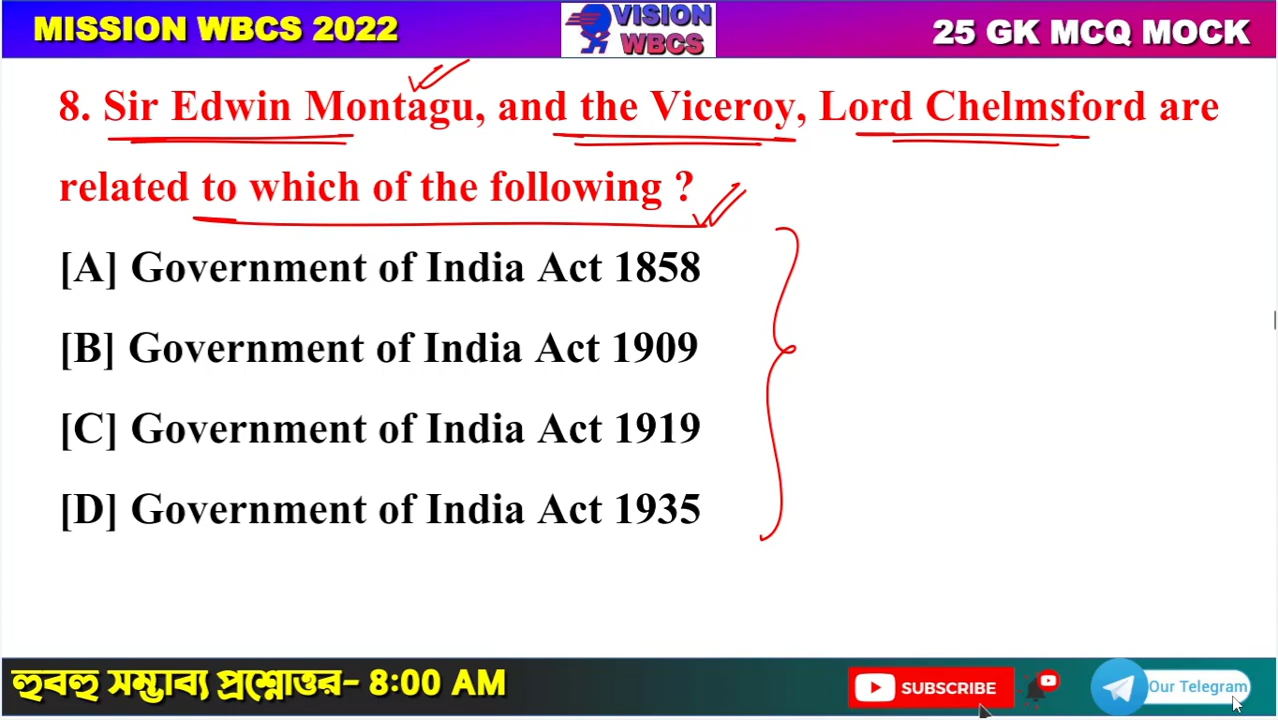 MISSION WBCS 2022
VISION
WBCS
25 GK MCQ MOCK
8. Sir Edwin Montagu, and the Viceroy, Lord Chelmsford are
related to which of the following ?
[A] Government of India Act 1858
[B] Government of India Act 1909
[C] Government of India Act 1919
[D] Government of India Act 1935
হুবহু সম্ভাব্য প্রশ্নোত্তর- 8:00 AM
SUBSCRIBE
Our Telegram